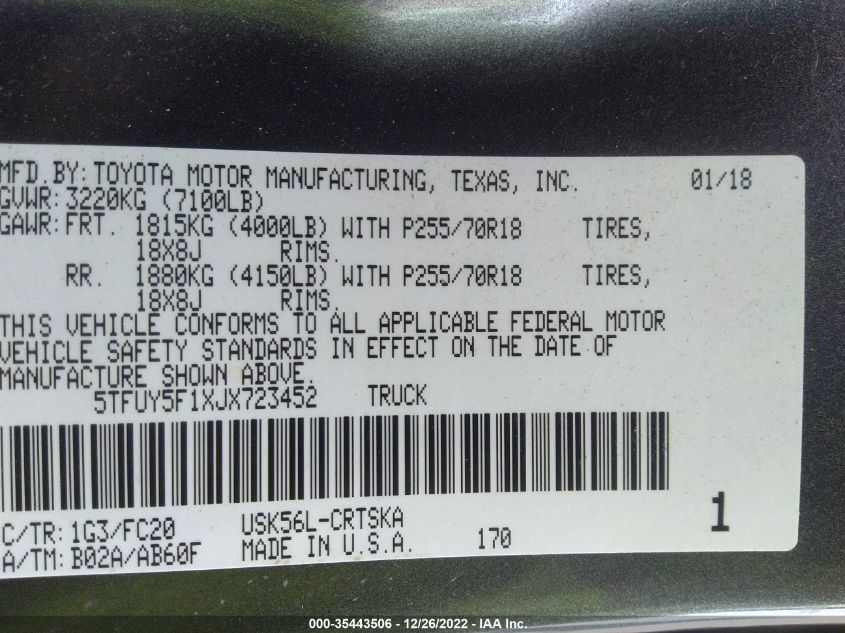 MFD. BY: TOYOTA MOTOR MANUFACTURING, TEXAS, INC. 01/18
GVWR: 3220KG (7100LB)
GAWR: FRT. 1815KG (4000LB) WITH P255/70R18 TIRES,
18X8J RIMS.
RR. 1880KG (4150LB) WITH P255/70R18 TIRES,
18X8J RIMS.
THIS VEHICLE CONFORMS TO ALL APPLICABLE FEDERAL MOTOR
VEHICLE SAFETY STANDARDS IN EFFECT ON THE DATE OF
MANUFACTURE SHOWN ABOVE.
5TFUY5F1XJX723452 TRUCK
C/TR: 1G3/FC20 USK56L-CRTSKA
A/TM: B02A/AB60F MADE IN U.S.A. 170
1
000-35443506 - 12/26/2022 - IAA Inc.